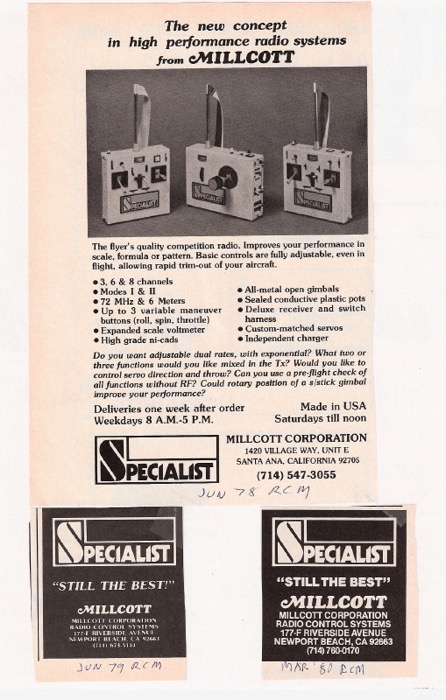 The new concept
in high performance radio systems
from MILLCOTT
SPECIALIST
SPECIALIST
SPECIALIST
The flyer's quality competition radio. Improves your performance in
scale, formula or pattern. Basic controls are fully adjustable, even in
flight, allowing rapid trim-out of your aircraft.
• 3, 6 & 8 channels
• Modes I & II
• 72 MHz & 6 Meters
• Up to 3 variable maneuver
buttons (roll, spin, throttle)
• Expanded scale voltmeter
• High grade ni-cads
• All-metal open gimbals
• Sealed conductive plastic pots
• Deluxe receiver and switch
harness
• Custom-matched servos
• Independent charger
Do you want adjustable dual rates, with exponential? What two or
three functions would you like mixed in the Tx? Would you like to
control servo direction and throw? Can you use a pre-flight check of
all functions without RF? Could rotary position of a s/stick gimbal
improve your performance?
Deliveries one week after order
Weekdays 8 A.M.-5 P.M.
Made in USA
Saturdays till noon
SPECIALIST
MILLCOTT CORPORATION
1420 VILLAGE WAY, UNIT E
SANTA ANA, CALIFORNIA 92705
(714) 547-3055
JUN 78 RCM
SPECIALIST
"STILL THE BEST!"
MILLCOTT
MILLCOTT CORPORATION
RADIO CONTROL SYSTEMS
177-F RIVERSIDE AVENUE
NEWPORT BEACH, CA 92663
(714)
JUN 79 RCM
SPECIALIST
"STILL THE BEST"
MILLCOTT
MILLCOTT CORPORATION
RADIO CONTROL SYSTEMS
177-F RIVERSIDE AVENUE
NEWPORT BEACH, CA 92663
(714) 760-0170
MAR '80 RCM